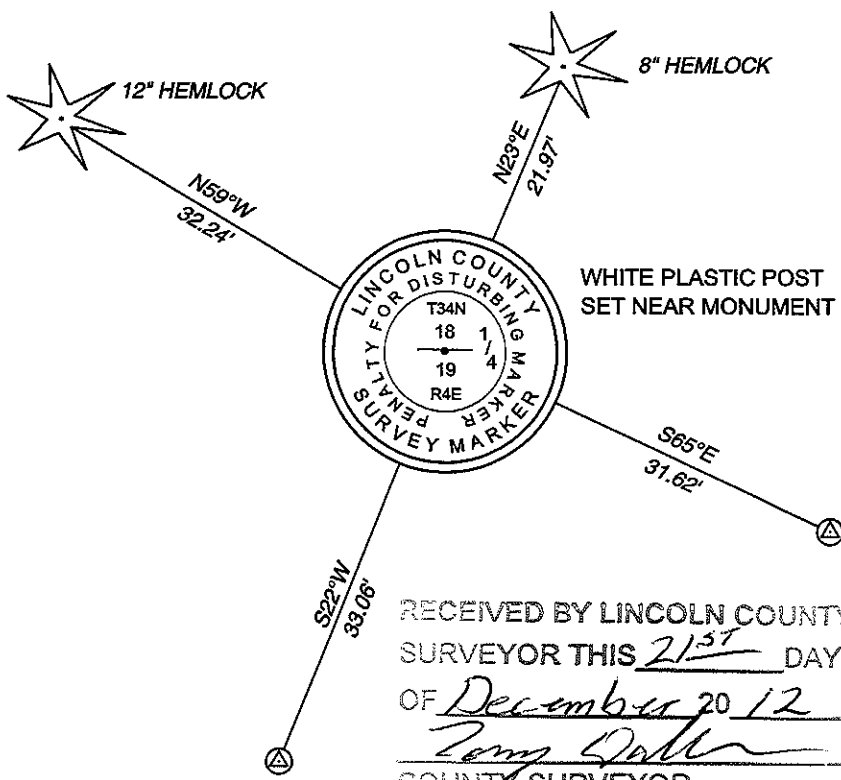 12" HEMLOCK
8" HEMLOCK
N59°W
32.24'
N23°E
21.97'
LINCOLN COUNTY
PENALTY FOR DISTURBING MARKER
T34N
18
1/4
19
R4E
SURVEY MARKER
WHITE PLASTIC POST
SET NEAR MONUMENT
S65°E
31.62'
S22°W
33.06'
RECEIVED BY LINCOLN COUNTY
SURVEYOR THIS 21ST DAY
OF December 20 12
COUNTY SURVEYOR